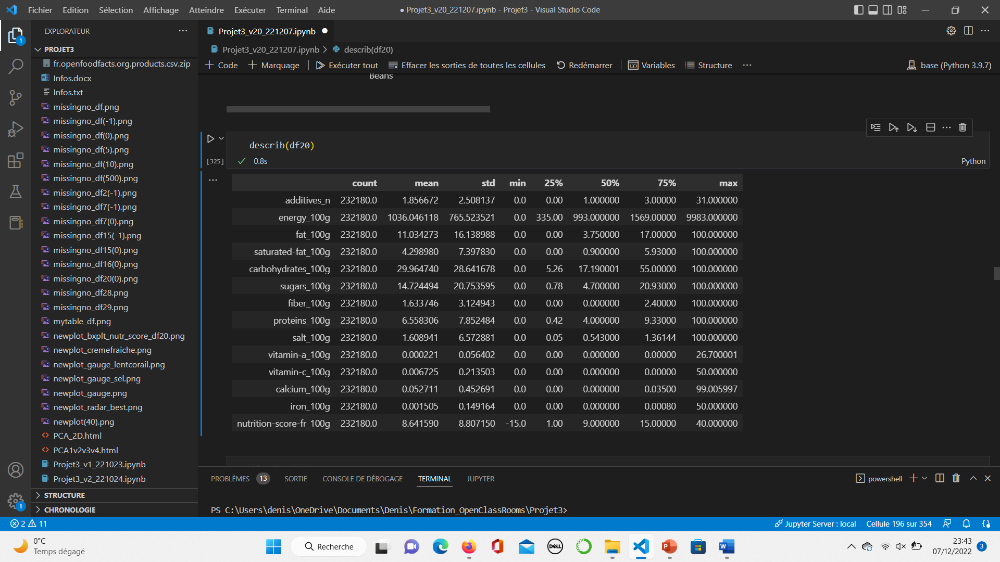 Fichier Edition Sélection Affichage Atteindre Exécuter Terminal Aide
● Projet3_v20_221207.ipynb - Projet3 - Visual Studio Code
EXPLORATEUR
PROJET3
fr.openfoodfacts.org.products.csv.zip
Infos.docx
Infos.txt
missingno_df.png
missingno_df(-1).png
missingno_df(0).png
missingno_df(5).png
missingno_df(10).png
missingno_df(500).png
missingno_df2(-1).png
missingno_df7(-1).png
missingno_df7(0).png
missingno_df15(-1).png
missingno_df15(0).png
missingno_df16(0).png
missingno_df20(0).png
missingno_df28.png
missingno_df29.png
mytable_df.png
newplot_bxplt_nutr_score_df20.png
newplot_cremefraiche.png
newplot_gauge_lentcorail.png
newplot_gauge_sel.png
newplot_gauge.png
newplot_radar_best.png
newplot(40).png
PCA_2D.html
PCA1v2v3v4.html
Projet3_v1_221023.ipynb
Projet3_v2_221024.ipynb
STRUCTURE
CHRONOLOGIE
1
1
Projet3_v20_221207.ipynb
Projet3_v20_221207.ipynb > describ(df20)
+ Code + Marquage Exécuter tout Effacer les sorties de toutes les cellules Redémarrer Variables Structure ···
base (Python 3.9.7)
Beans
describ(df20)
[325] 0.8s Python
count mean std min 25% 50% 75% max
additives_n 232180.0 1.856672 2.508137 0.0 0.00 1.000000 3.00000 31.000000
energy_100g 232180.0 1036.046118 765.523521 0.0 335.00 993.000000 1569.00000 9983.000000
fat_100g 232180.0 11.034273 16.138988 0.0 0.00 3.750000 17.00000 100.000000
saturated-fat_100g 232180.0 4.298980 7.397830 0.0 0.00 0.900000 5.93000 100.000000
carbohydrates_100g 232180.0 29.964740 28.641678 0.0 5.26 17.190001 55.00000 100.000000
sugars_100g 232180.0 14.724494 20.753595 0.0 0.78 4.700000 20.93000 100.000000
fiber_100g 232180.0 1.633746 3.124943 0.0 0.00 0.000000 2.40000 100.000000
proteins_100g 232180.0 6.558306 7.852484 0.0 0.42 4.000000 9.33000 100.000000
salt_100g 232180.0 1.608941 6.572881 0.0 0.05 0.543000 1.36144 100.000000
vitamin-a_100g 232180.0 0.000221 0.056402 0.0 0.00 0.000000 0.00000 26.700001
vitamin-c_100g 232180.0 0.006725 0.213503 0.0 0.00 0.000000 0.00000 50.000000
calcium_100g 232180.0 0.052711 0.452691 0.0 0.00 0.000000 0.03500 99.005997
iron_100g 232180.0 0.001505 0.149164 0.0 0.00 0.000000 0.00080 50.000000
nutrition-score-fr_100g 232180.0 8.641590 8.807150 -15.0 1.00 9.000000 15.00000 40.000000
PROBLÈMES 13 SORTIE CONSOLE DE DÉBOGAGE TERMINAL JUPYTER
powershell
PS C:\Users\denis\OneDrive\Documents\Denis\Formation_OpenClassRooms\Projet3>
2 11
Jupyter Server : local Cellule 196 sur 354
0°C
Temps dégagé
Recherche
DELL
23:43
07/12/2022
3